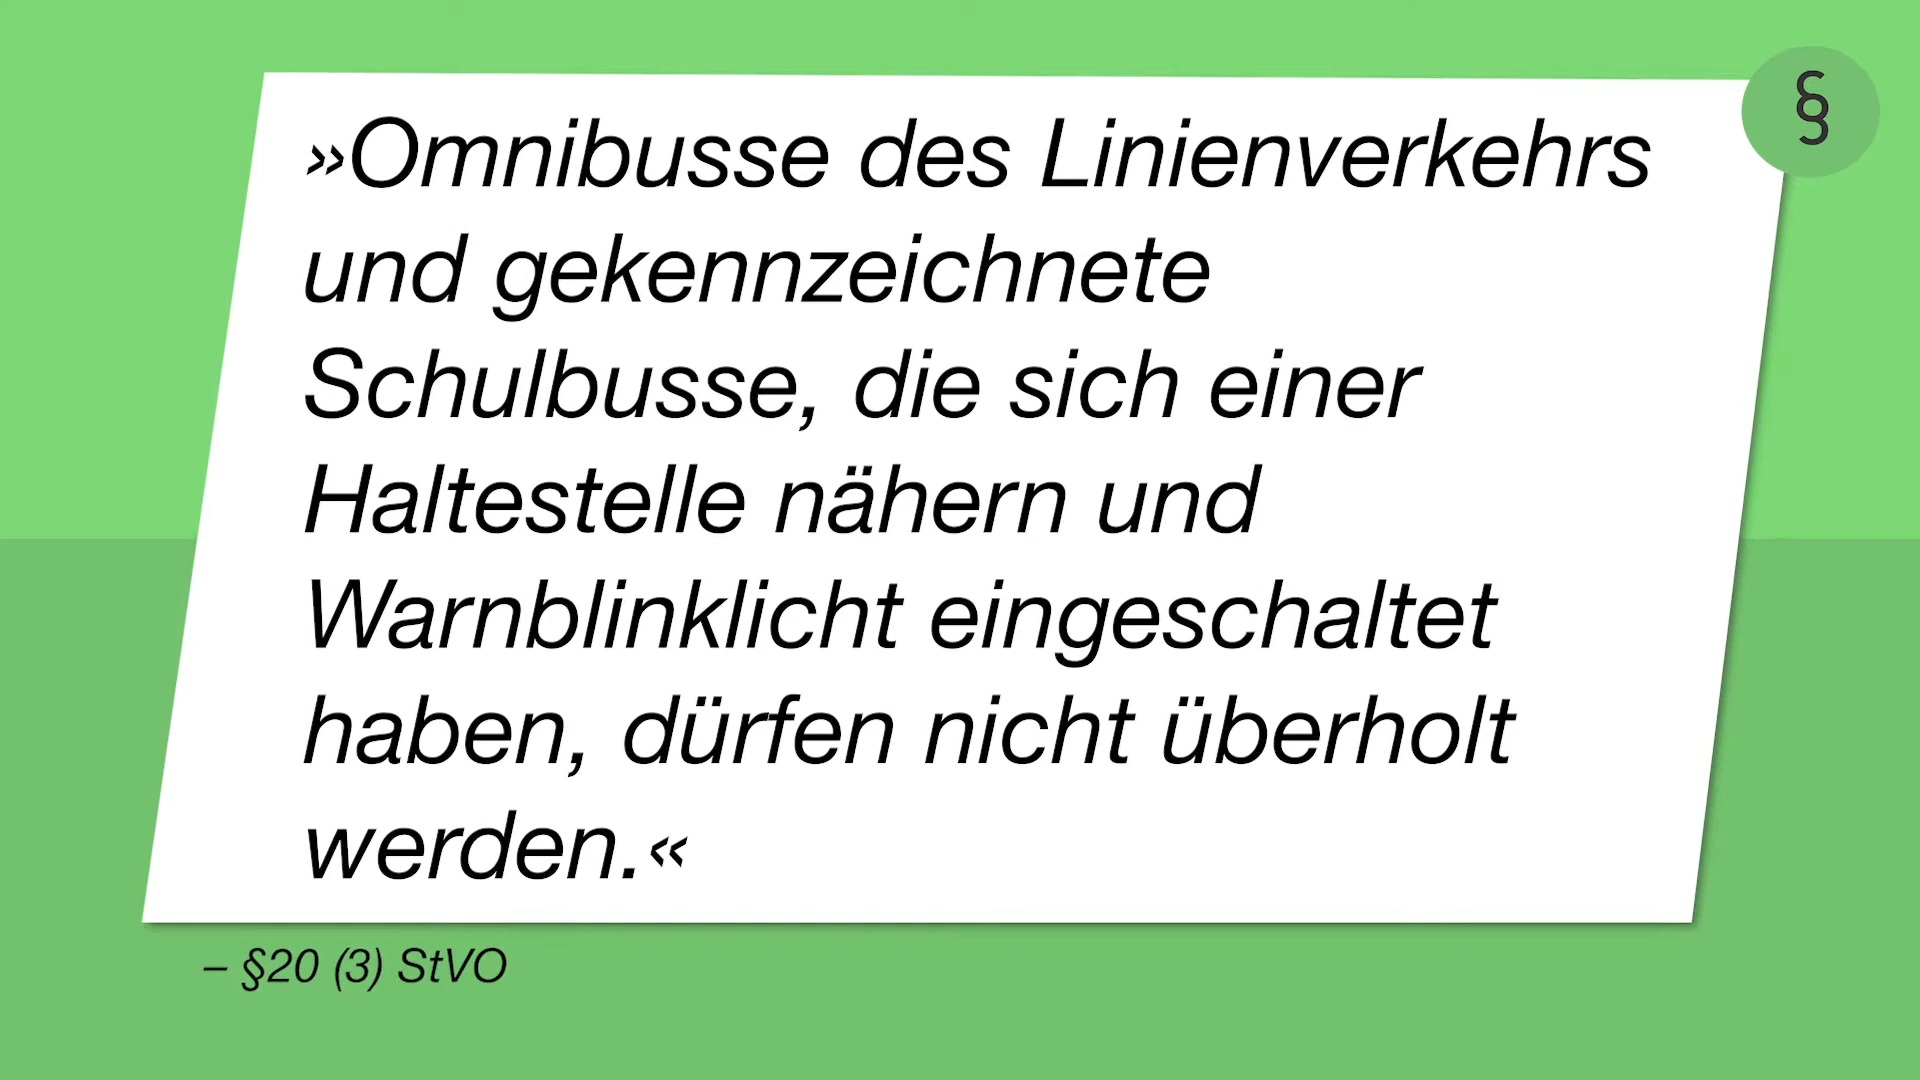 §
»Omnibusse des Linienverkehrs
und gekennzeichnete
Schulbusse, die sich einer
Haltestelle nähern und
Warnblinklicht eingeschaltet
haben, dürfen nicht überholt
werden.«
– §20 (3) StVO